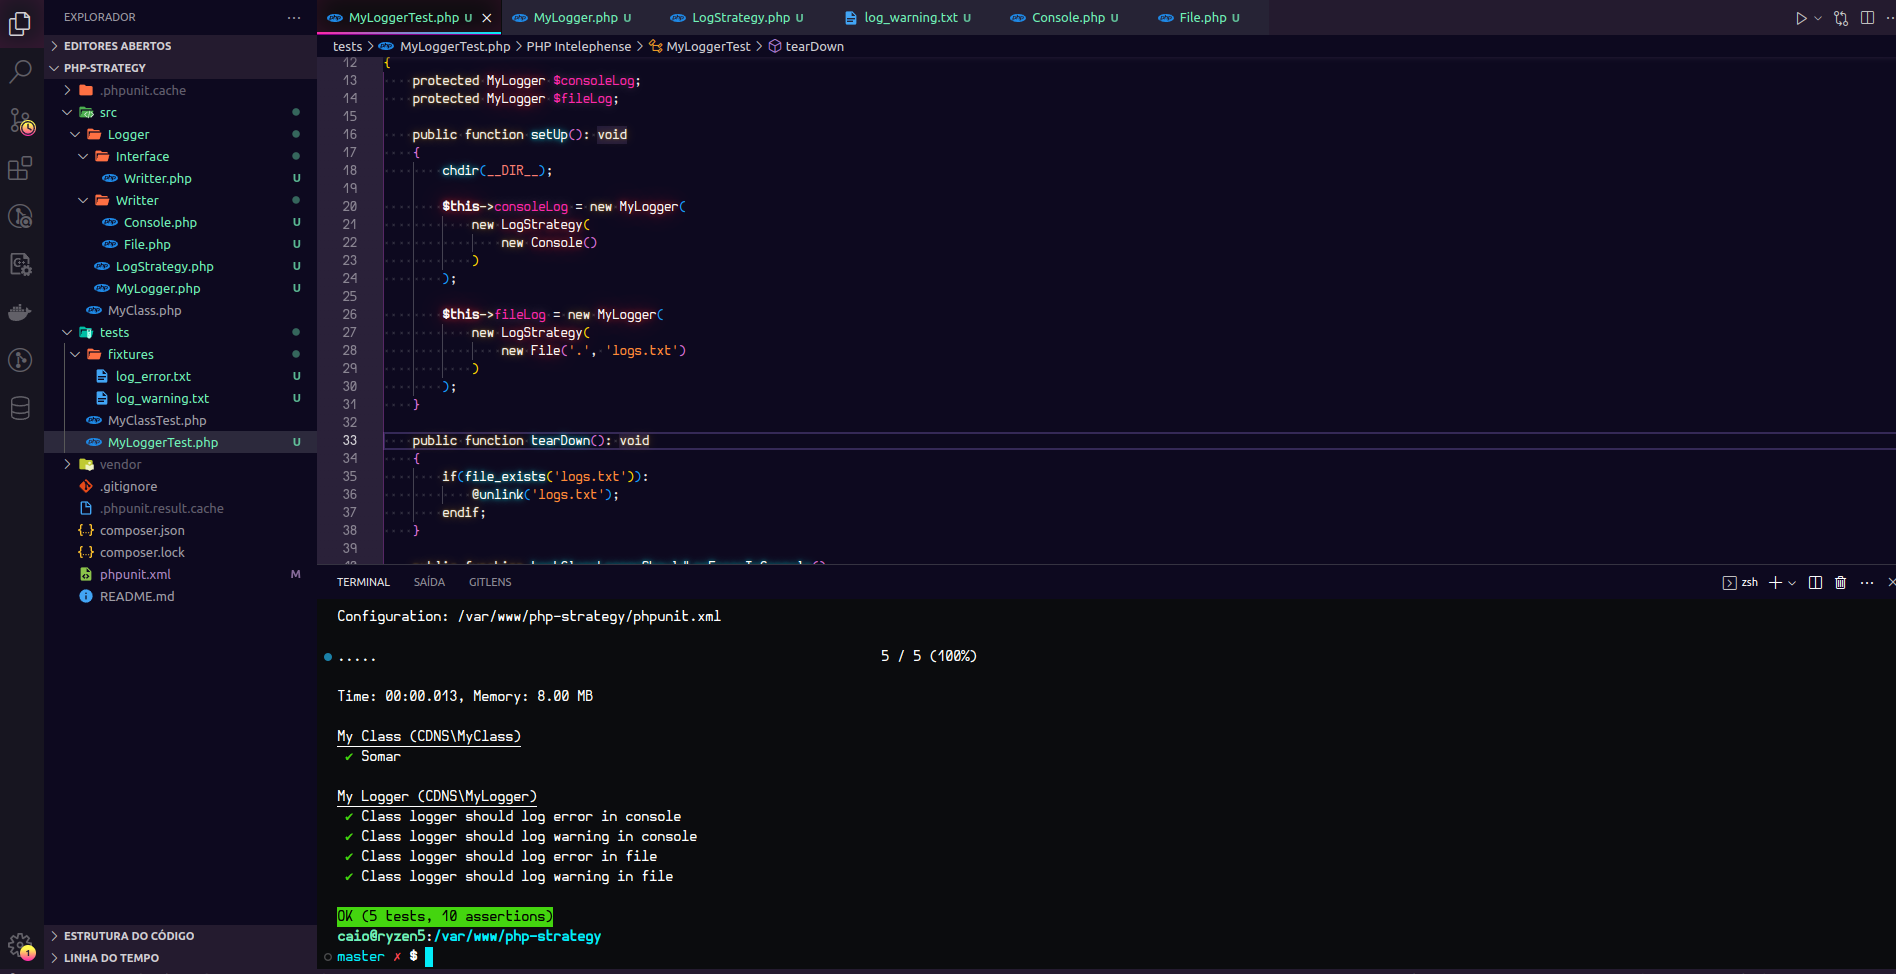 EXPLORADOR
EDITORES ABERTOS
PHP-STRATEGY
.phpunit.cache
src
Logger
Interface
Writter.php U
Writter
Console.php U
File.php U
LogStrategy.php U
MyLogger.php U
MyClass.php
tests
fixtures
log_error.txt U
log_warning.txt U
MyClassTest.php
MyLoggerTest.php U
vendor
.gitignore
.phpunit.result.cache
composer.json
composer.lock
phpunit.xml M
README.md
ESTRUTURA DO CÓDIGO
LINHA DO TEMPO
1
MyLoggerTest.php U MyLogger.php U LogStrategy.php U log_warning.txt U Console.php U File.php U
tests > MyLoggerTest.php > PHP Intelephense > MyLoggerTest > tearDown
12 {
13 protected MyLogger $consoleLog;
14 protected MyLogger $fileLog;
15
16 public function setUp(): void
17 {
18 chdir(__DIR__);
19
20 $this->consoleLog = new MyLogger(
21 new LogStrategy(
22 new Console()
23 )
24 );
25
26 $this->fileLog = new MyLogger(
27 new LogStrategy(
28 new File('.', 'logs.txt')
29 )
30 );
31 }
32
33 public function tearDown(): void
34 {
35 if(file_exists('logs.txt')):
36 @unlink('logs.txt');
37 endif;
38 }
39
TERMINAL SAÍDA GITLENS
zsh
Configuration: /var/www/php-strategy/phpunit.xml
..... 5 / 5 (100%)
Time: 00:00.013, Memory: 8.00 MB
My Class (CDNS\MyClass)
✔ Somar
My Logger (CDNS\MyLogger)
✔ Class logger should log error in console
✔ Class logger should log warning in console
✔ Class logger should log error in file
✔ Class logger should log warning in file
OK (5 tests, 10 assertions)
caio@ryzen5:/var/www/php-strategy
master ✗ $